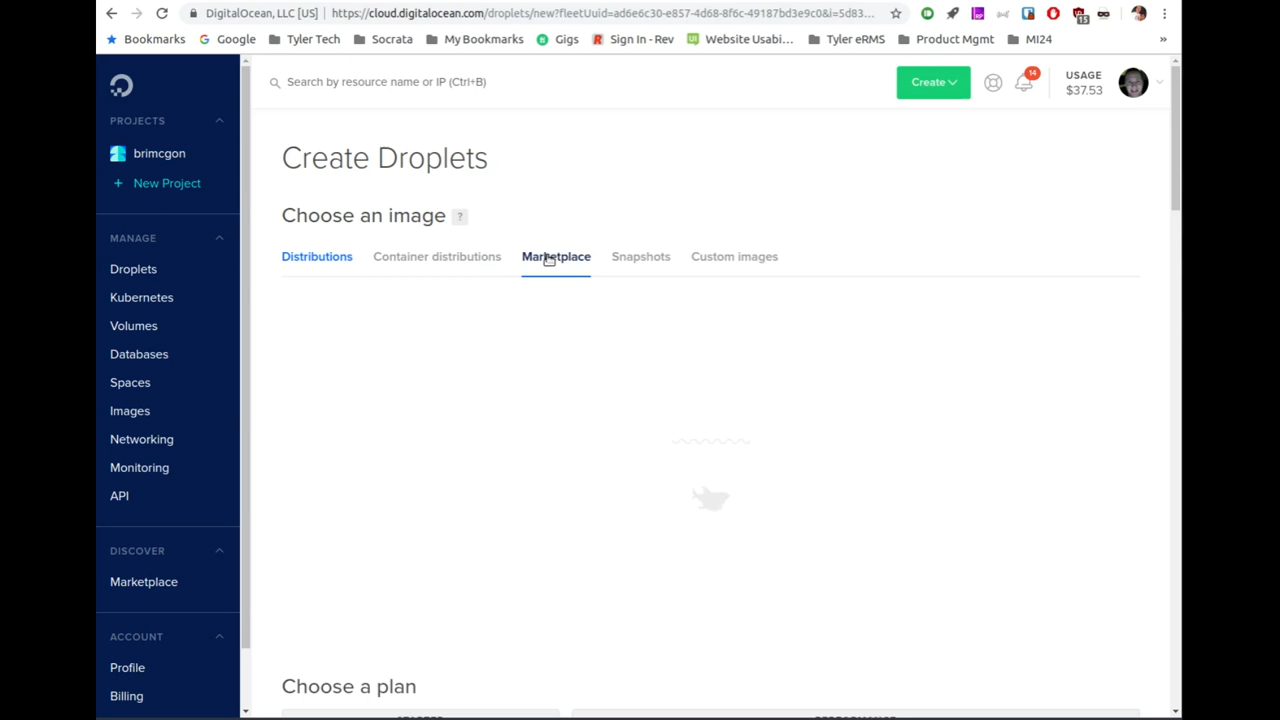 DigitalOcean, LLC [US] | https://cloud.digitalocean.com/droplets/new?fleetUuid=ad6e6c30-e857-4d68-8f6c-49187bd3e9c0&i=5d83...
Bookmarks Google Tyler Tech Socrata My Bookmarks Gigs Sign In - Rev Website Usabi... Tyler eRMS Product Mgmt MI24 »
15
Search by resource name or IP (Ctrl+B)
Create
14
USAGE
$37.53
PROJECTS
brimcgon
+ New Project
MANAGE
Droplets
Kubernetes
Volumes
Databases
Spaces
Images
Networking
Monitoring
API
DISCOVER
Marketplace
ACCOUNT
Profile
Billing
Create Droplets
Choose an image ?
Distributions Container distributions Marketplace Snapshots Custom images
Choose a plan